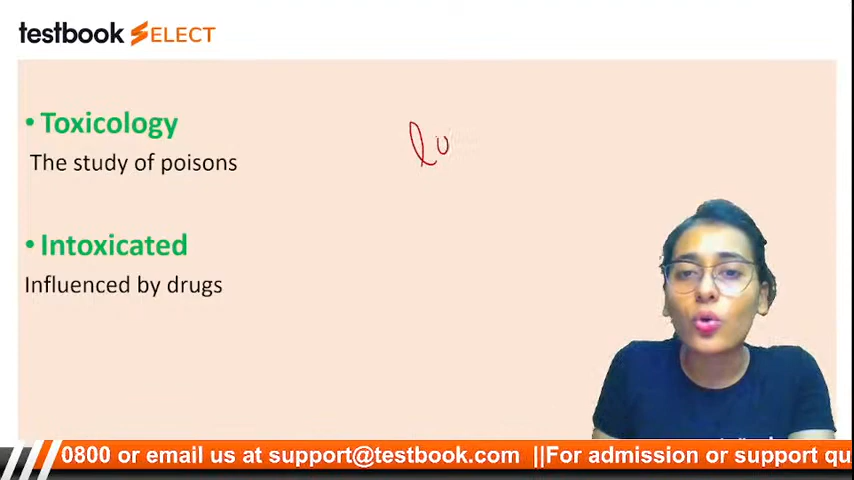 testbook SELECT
• Toxicology
The study of poisons
• Intoxicated
Influenced by drugs
0800 or email us at support@testbook.com ||For admission or support qu